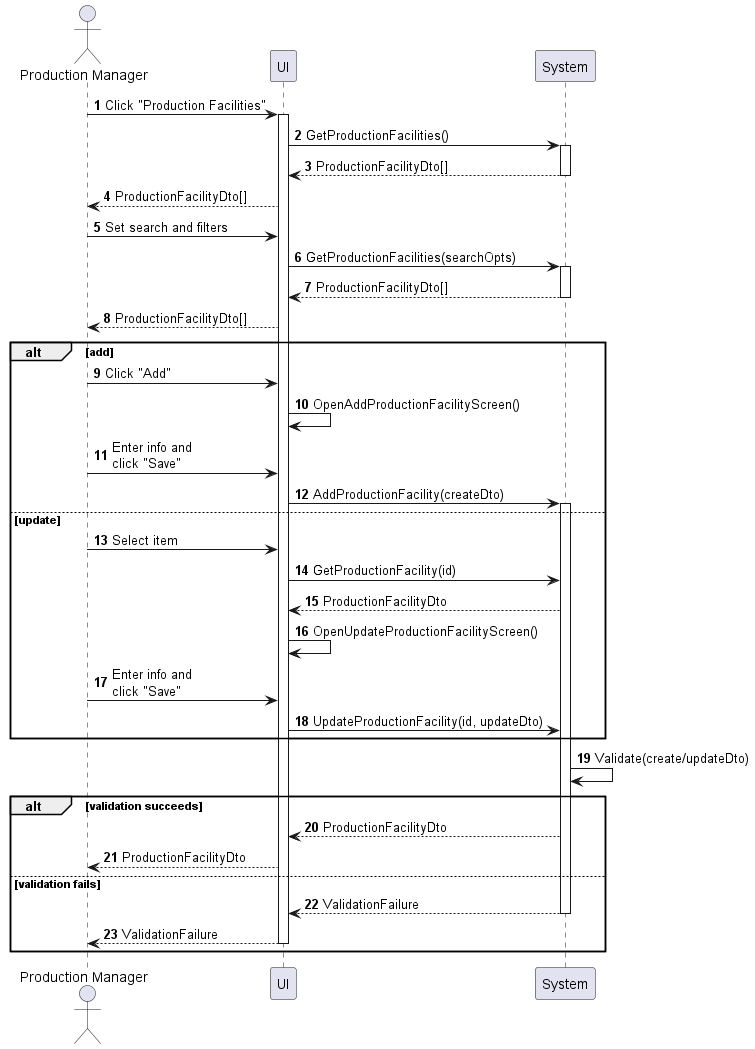 Production Manager
UI
System
1 Click "Production Facilities"
2 GetProductionFacilities()
3 ProductionFacilityDto[]
4 ProductionFacilityDto[]
5 Set search and filters
6 GetProductionFacilities(searchOpts)
7 ProductionFacilityDto[]
8 ProductionFacilityDto[]
alt [add]
9 Click "Add"
10 OpenAddProductionFacilityScreen()
11 Enter info and
click "Save"
12 AddProductionFacility(createDto)
[update]
13 Select item
14 GetProductionFacility(id)
15 ProductionFacilityDto
16 OpenUpdateProductionFacilityScreen()
17 Enter info and
click "Save"
18 UpdateProductionFacility(id, updateDto)
19 Validate(create/updateDto)
alt [validation succeeds]
20 ProductionFacilityDto
21 ProductionFacilityDto
[validation fails]
22 ValidationFailure
23 ValidationFailure
Production Manager
UI
System